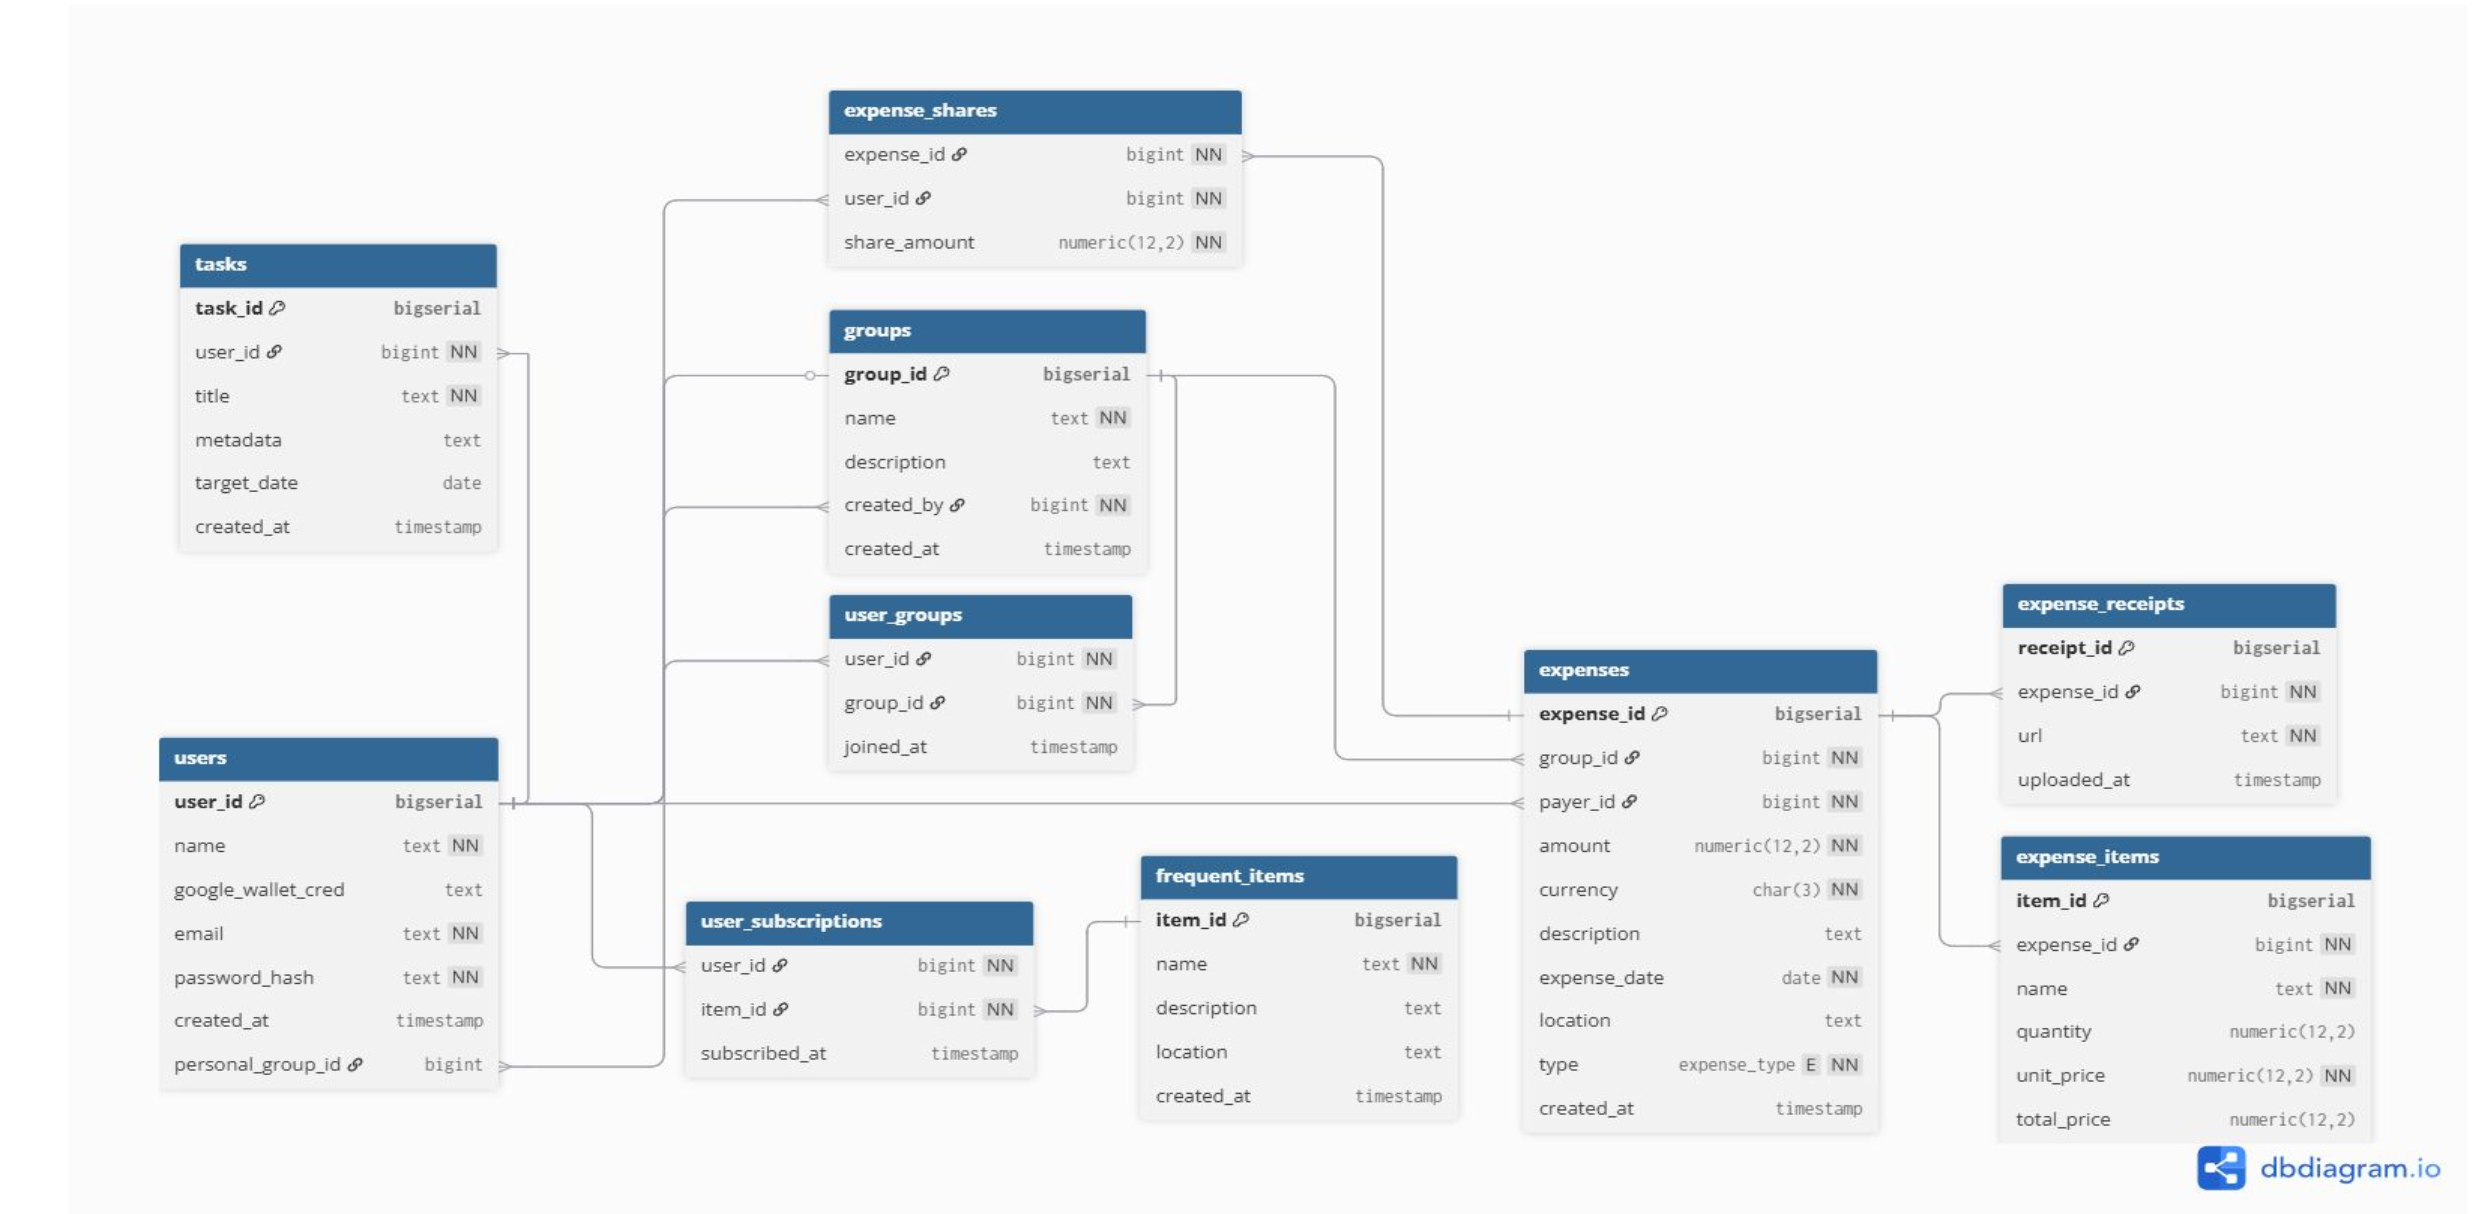 expense_shares
expense_id bigint NN
user_id bigint NN
share_amount numeric(12,2) NN
tasks
task_id bigserial
user_id bigint NN
title text NN
metadata text
target_date date
created_at timestamp
groups
group_id bigserial
name text NN
description text
created_by bigint NN
created_at timestamp
user_groups
user_id bigint NN
group_id bigint NN
joined_at timestamp
users
user_id bigserial
name text NN
google_wallet_cred text
email text NN
password_hash text NN
created_at timestamp
personal_group_id bigint
user_subscriptions
user_id bigint NN
item_id bigint NN
subscribed_at timestamp
frequent_items
item_id bigserial
name text NN
description text
location text
created_at timestamp
expenses
expense_id bigserial
group_id bigint NN
payer_id bigint NN
amount numeric(12,2) NN
currency char(3) NN
description text
expense_date date NN
location text
type expense_type E NN
created_at timestamp
expense_receipts
receipt_id bigserial
expense_id bigint NN
url text NN
uploaded_at timestamp
expense_items
item_id bigserial
expense_id bigint NN
name text NN
quantity numeric(12,2)
unit_price numeric(12,2) NN
total_price numeric(12,2)
dbdiagram.io